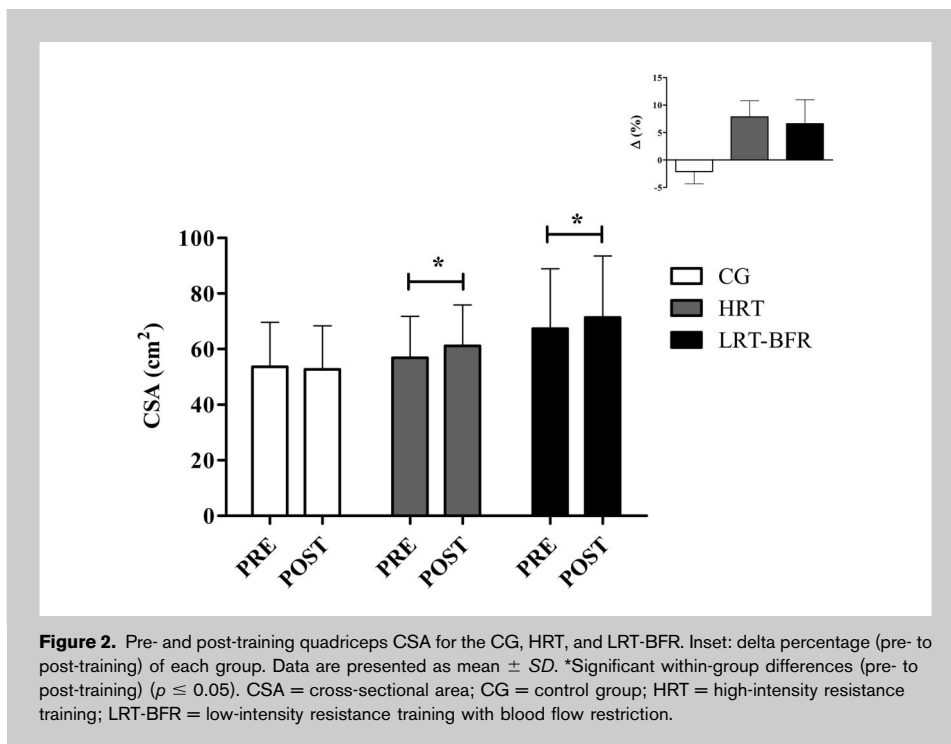 15
10
5
0
-5
Δ (%)
100
80
60
40
20
0
CSA (cm²)
*
*
CG
HRT
LRT-BFR
PRE
POST
PRE
POST
PRE
POST
Figure 2. Pre- and post-training quadriceps CSA for the CG, HRT, and LRT-BFR. Inset: delta percentage (pre- to
post-training) of each group. Data are presented as mean ± SD. *Significant within-group differences (pre- to
post-training) (p ≤ 0.05). CSA = cross-sectional area; CG = control group; HRT = high-intensity resistance
training; LRT-BFR = low-intensity resistance training with blood flow restriction.